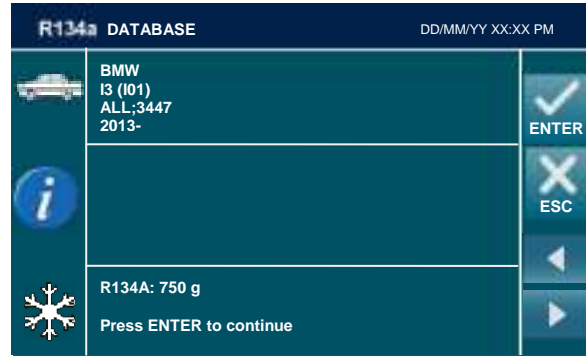 R134a DATABASE DD/MM/YY XX:XX PM
BMW
I3 (I01)
ALL;3447
2013-
ENTER
ESC
R134A: 750 g
Press ENTER to continue